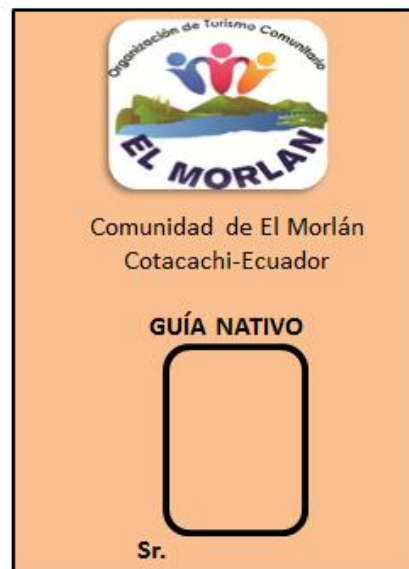 Organización de Turismo Comunitario
EL MORLAN
Comunidad de El Morlán
Cotacachi-Ecuador
GUÍA NATIVO
Sr.